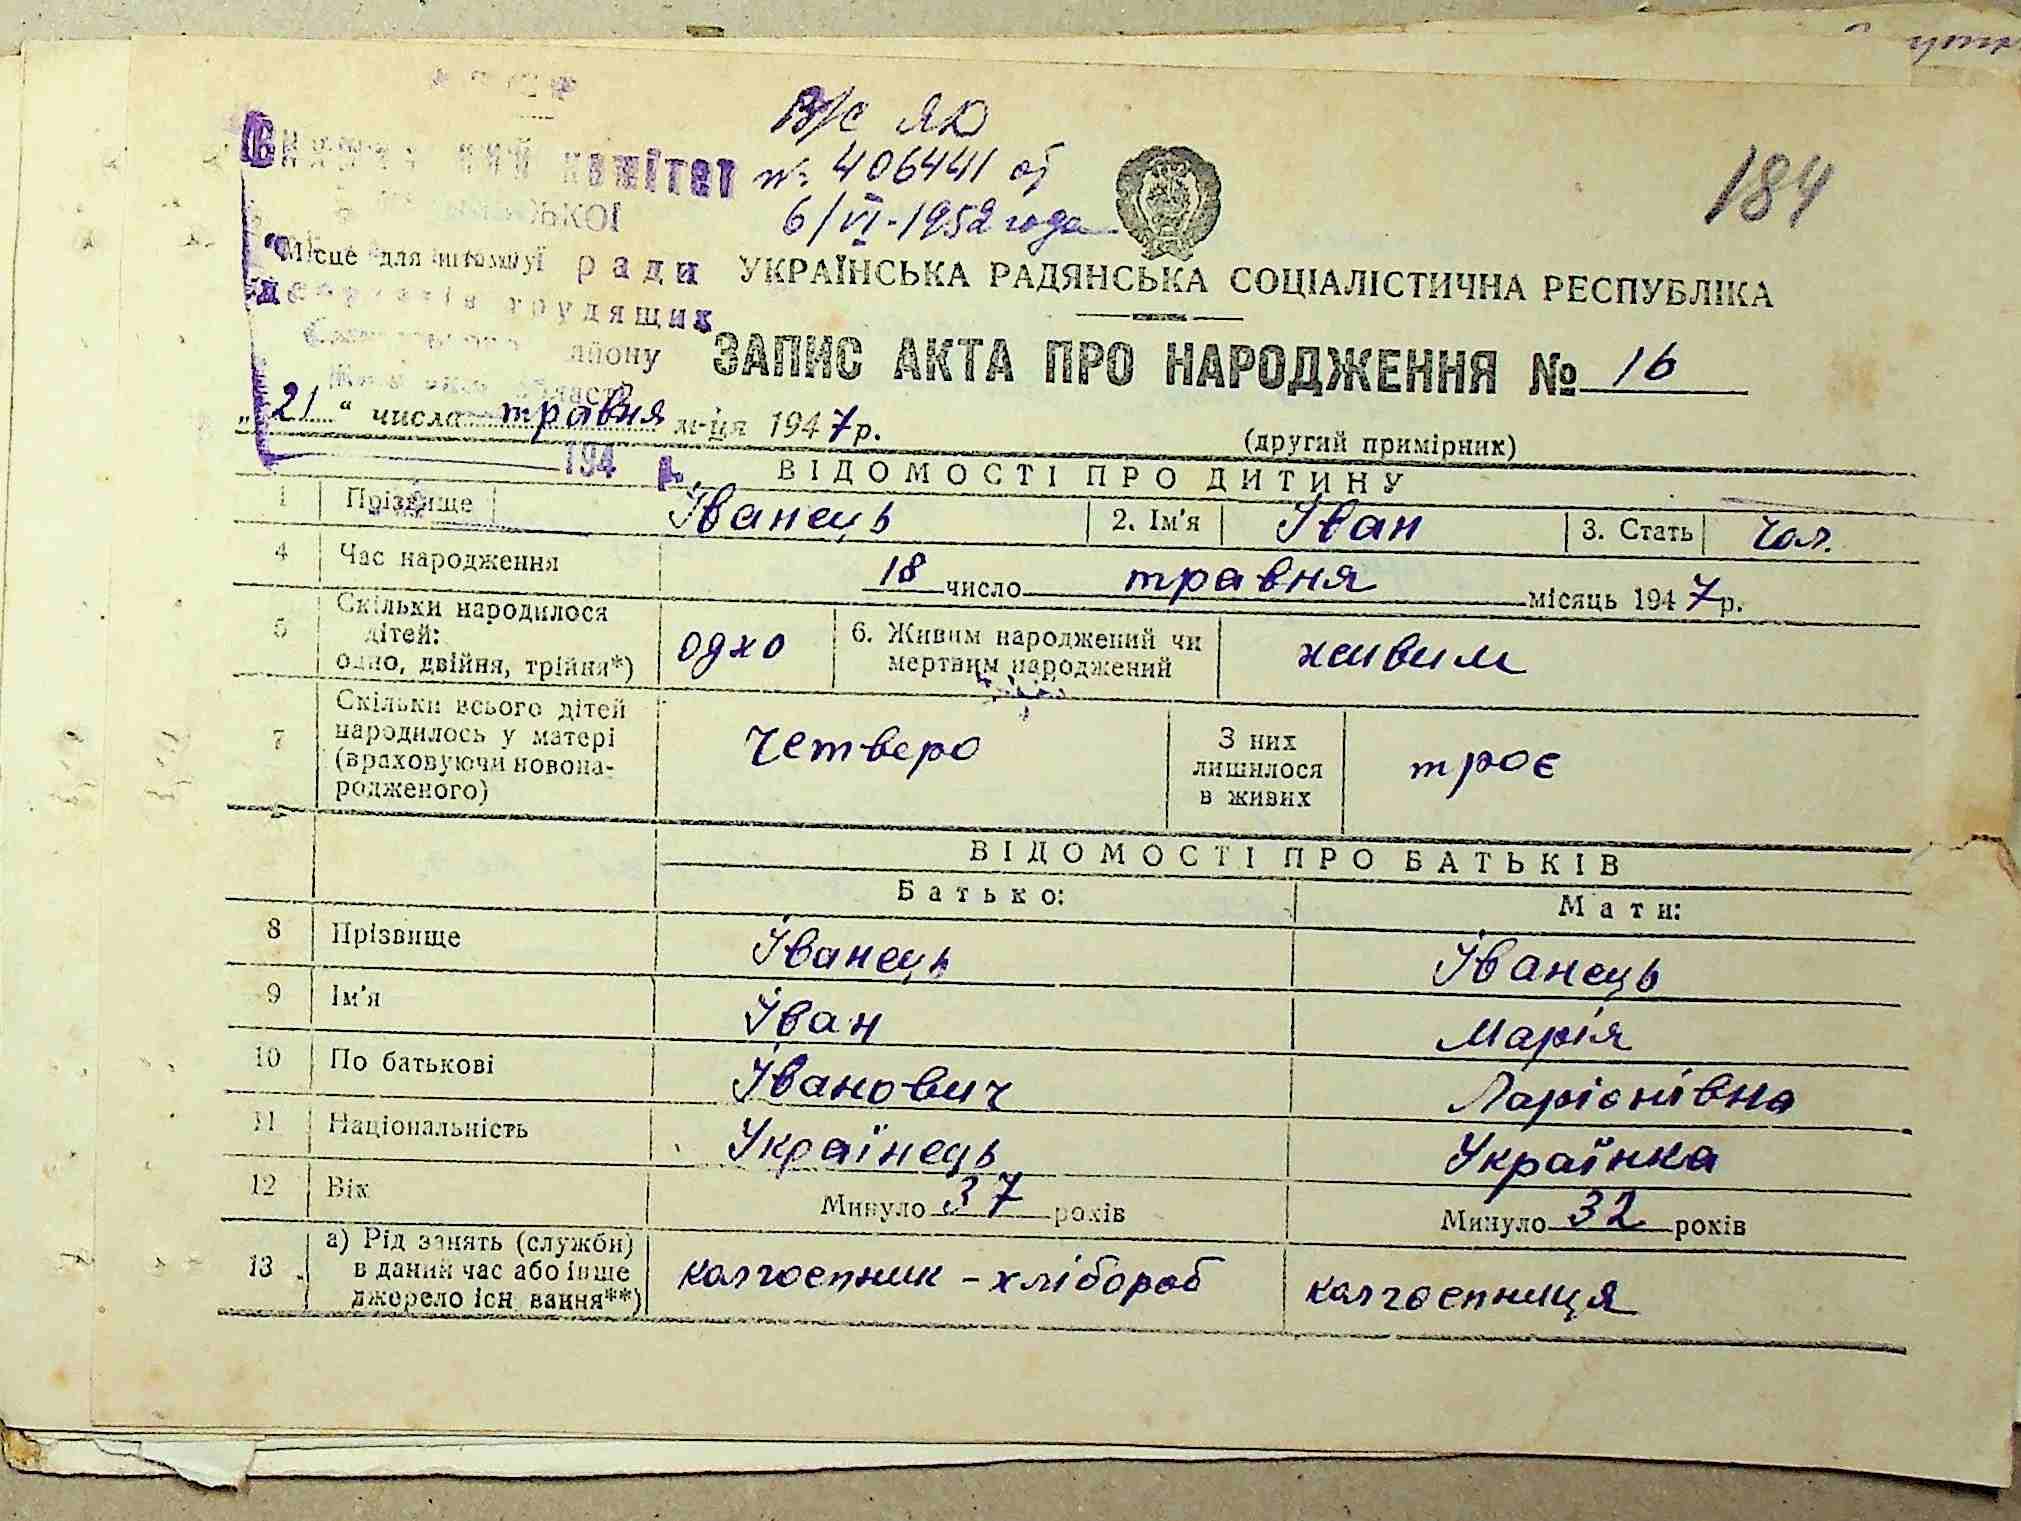 В/с ЯО
№ 406441 от
6/VI-1952 года
184
комітет
Місце для штампу
ради
трудящих
району
області
194
УКРАЇНСЬКА РАДЯНСЬКА СОЦІАЛІСТИЧНА РЕСПУБЛІКА
ЗАПИС АКТА ПРО НАРОДЖЕННЯ № 16
„21“ числа травня м-ця 1947 р.
(другий примірник)
ВІДОМОСТІ ПРО ДИТИНУ
1 Прізвище Іванець 2. Ім'я Іван 3. Стать чол.
4 Час народження 18 число травня місяць 1947 р.
5 Скільки народилося дітей: одно, двійня, трійня*) одно 6. Живим народжений чи мертвим народжений живим
7 Скільки всього дітей народилось у матері (враховуючи новонародженого) четверо З них лишилося в живих троє
ВІДОМОСТІ ПРО БАТЬКІВ
Батько: Мати:
8 Прізвище Іванець Іванець
9 Ім'я Іван Марія
10 По батькові Іванович Ларіонівна
11 Національність Українець Українка
12 Вік Минуло 37 років Минуло 32 років
13 а) Рід занять (служби) в даний час або інше джерело існування**) колгоспник - хлібороб колгоспниця